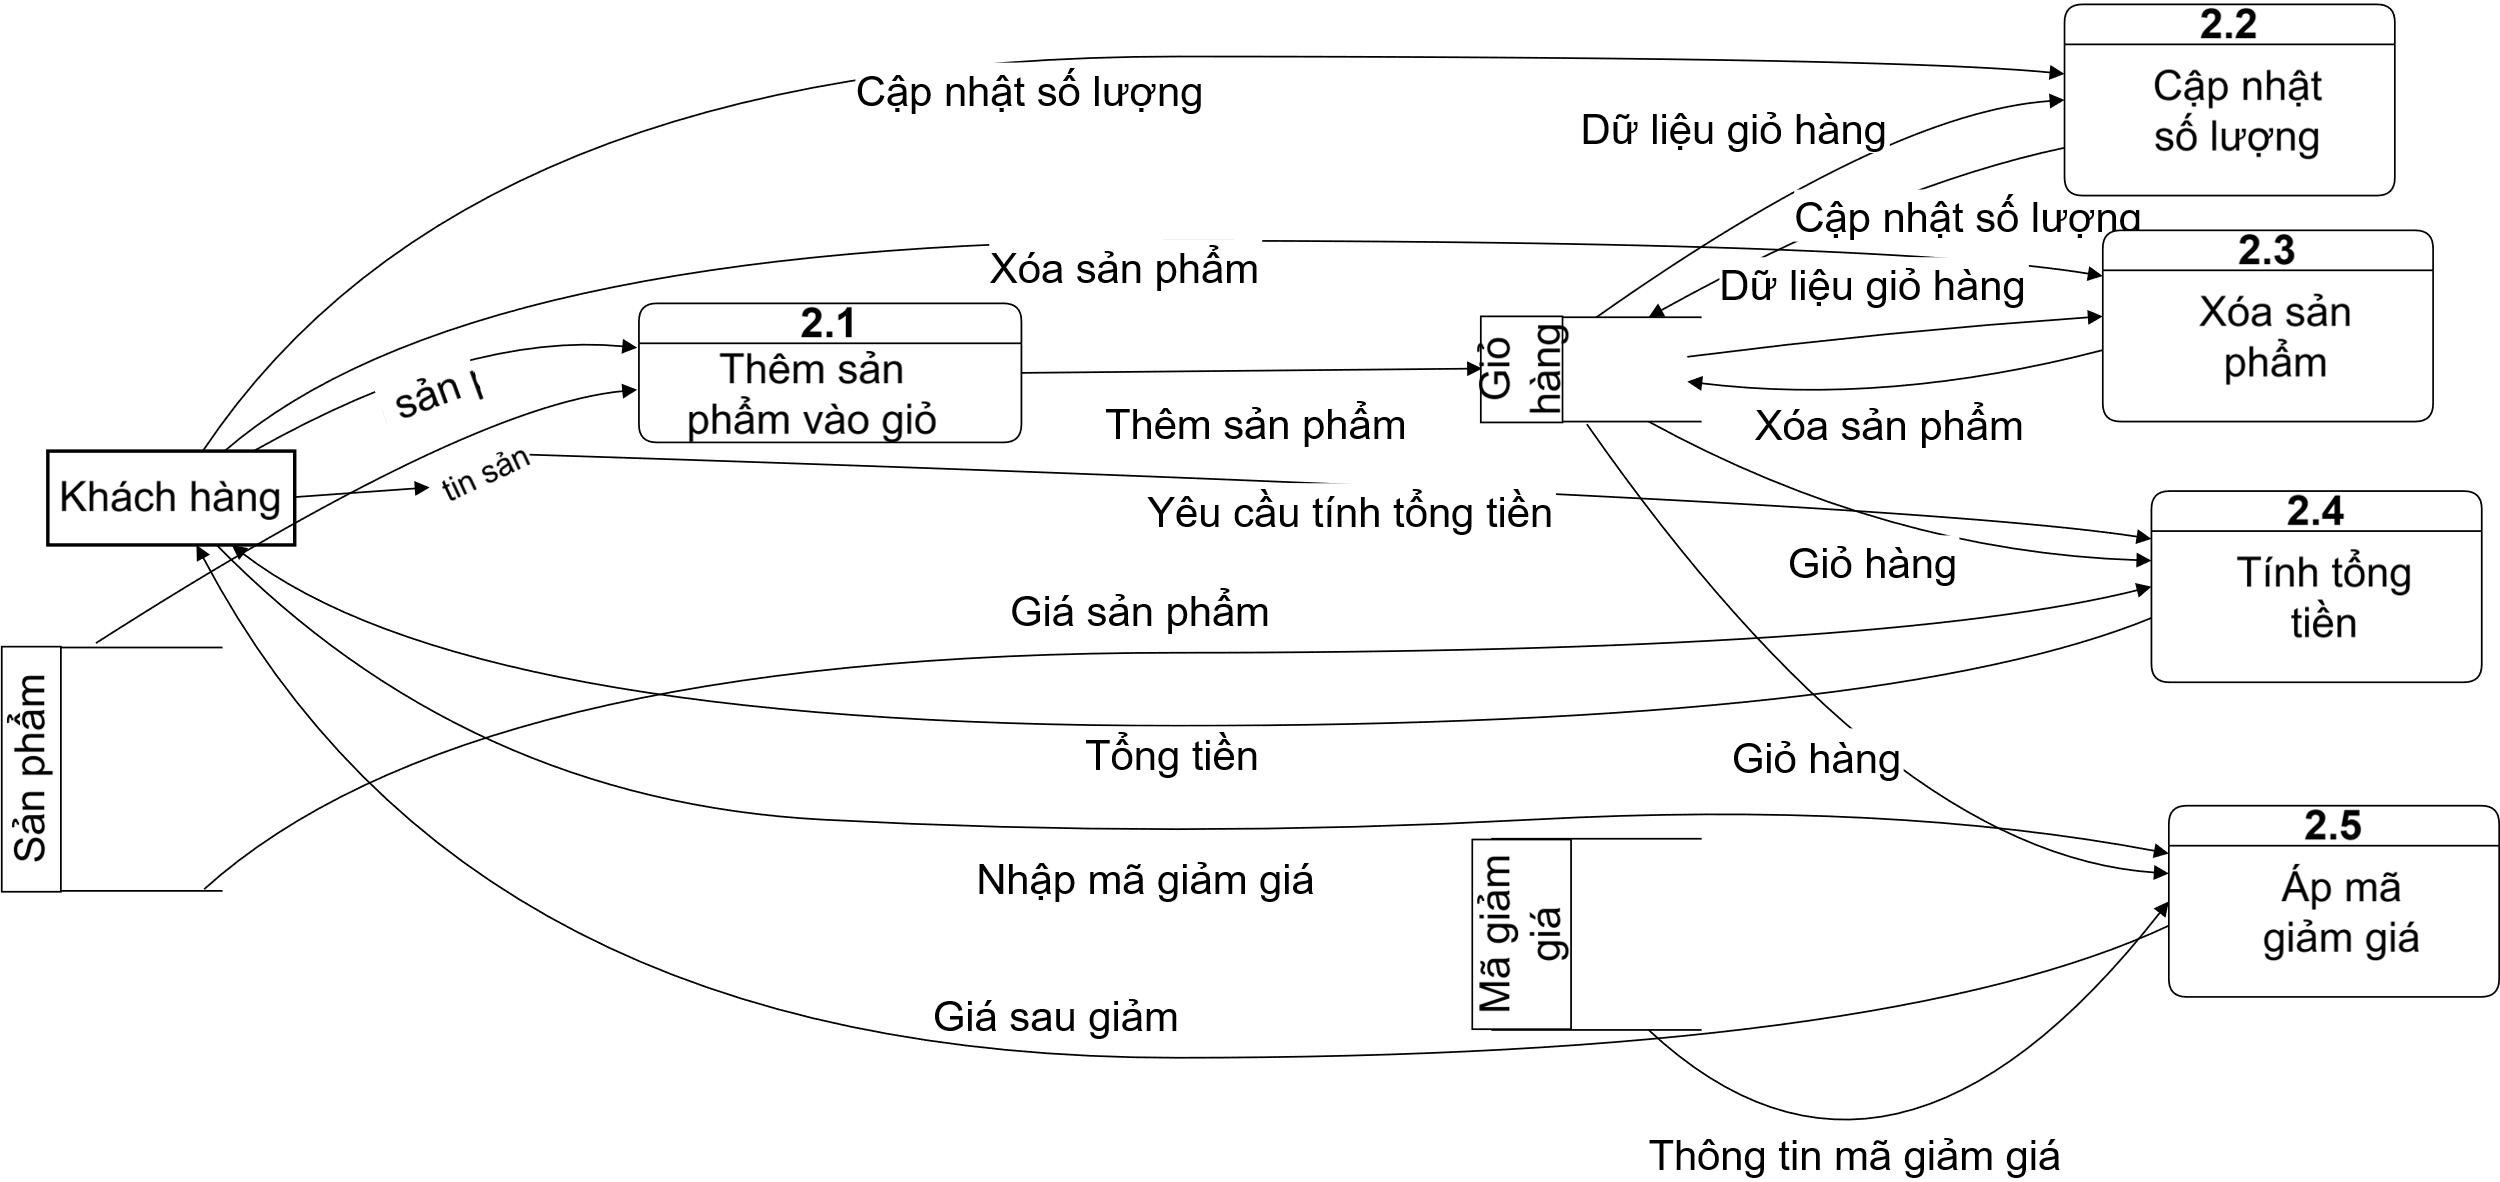 2.2
Cập nhật
số lượng
Cập nhật số lượng
Dữ liệu giỏ hàng
Cập nhật số lượng
2.3
Xóa sản
phẩm
Xóa sản phẩm
Dữ liệu giỏ hàng
2.1
Thêm sản
phẩm vào giỏ
Giỏ
hàng
sản
Thêm sản phẩm
Xóa sản phẩm
Khách hàng
tin sản
Yêu cầu tính tổng tiền
2.4
Tính tổng
tiền
Giỏ hàng
Giá sản phẩm
Sản phẩm
Tổng tiền
Giỏ hàng
2.5
Áp mã
giảm giá
Nhập mã giảm giá
Mã giảm
giá
Giá sau giảm
Thông tin mã giảm giá